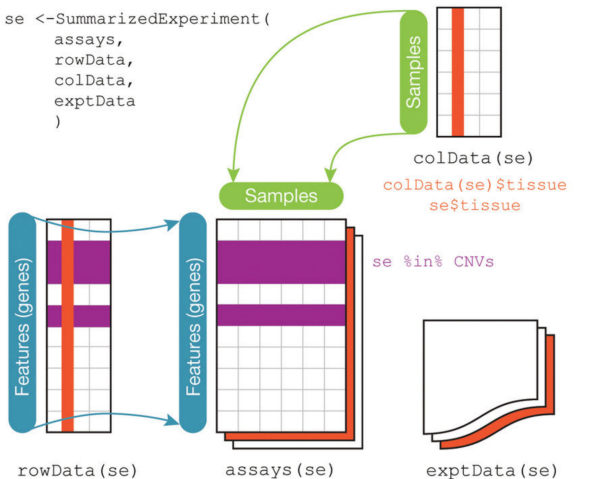 se <-SummarizedExperiment(
assays,
rowData,
colData,
exptData
)
Samples
colData(se)
colData(se)$tissue
se$tissue
Samples
Features (genes)
Features (genes)
se %in% CNVs
rowData(se)
assays(se)
exptData(se)